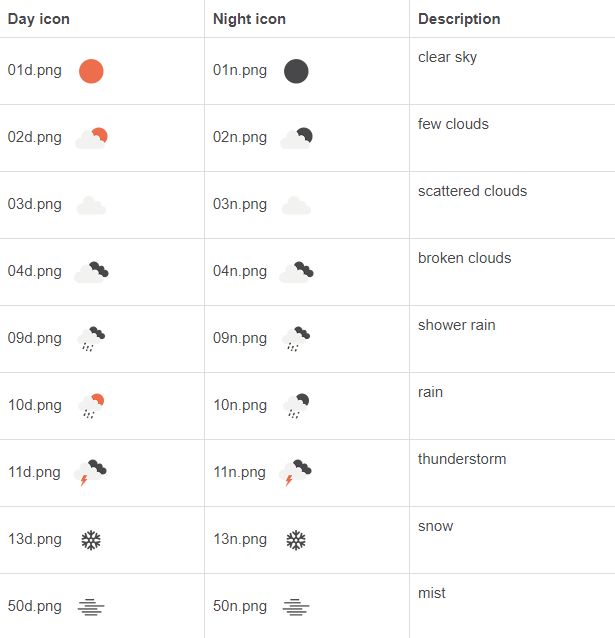 Day icon Night icon Description
01d.png 01n.png clear sky
02d.png 02n.png few clouds
03d.png 03n.png scattered clouds
04d.png 04n.png broken clouds
09d.png 09n.png shower rain
10d.png 10n.png rain
11d.png 11n.png thunderstorm
13d.png 13n.png snow
50d.png 50n.png mist